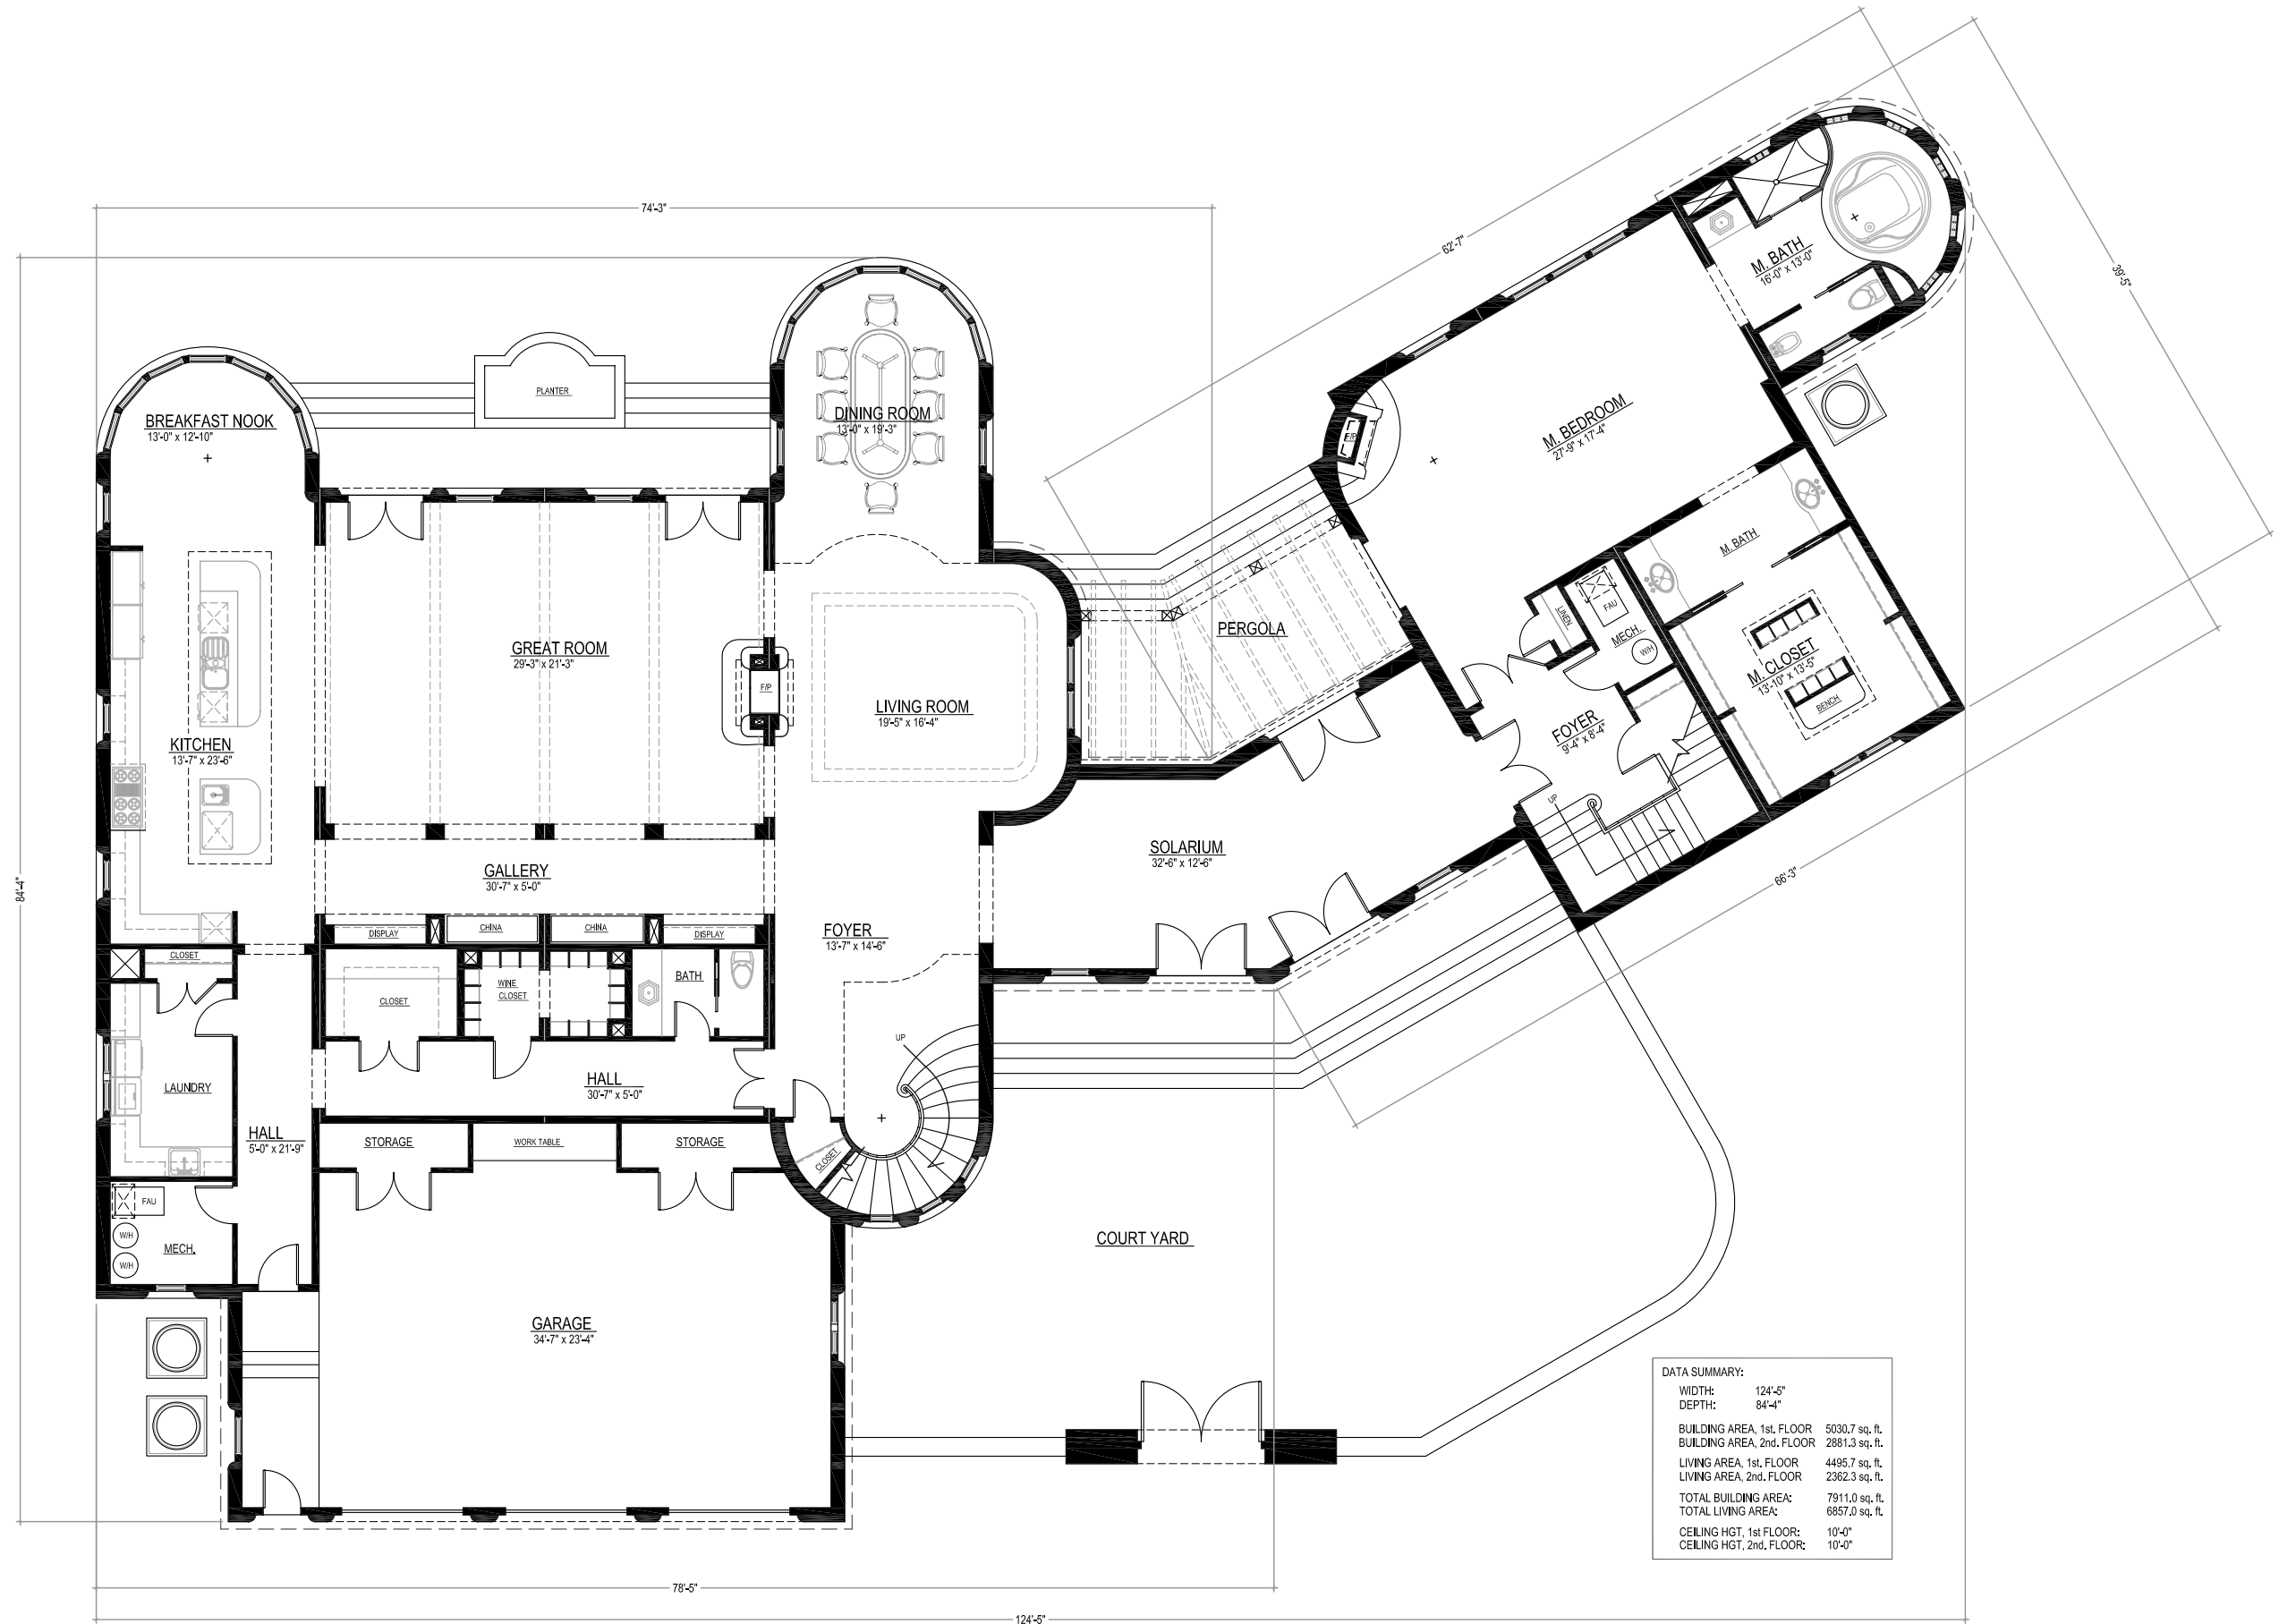 74'-3"
62'-7"
39'-5"
M. BATH
16'-0" x 13'-0"
PLANTER
BREAKFAST NOOK
13'-0" x 12'-10"
DINING ROOM
13'-0" x 19'-3"
F/P
M. BEDROOM
27'-9" x 17'-4"
M. BATH
LINEN
FAU
MECH.
W/H
PERGOLA
GREAT ROOM
29'-3" x 21'-3"
F/P
LIVING ROOM
19'-5" x 16'-4"
M. CLOSET
13'-10" x 13'-5"
BENCH
FOYER
9'-4" x 8'-4"
KITCHEN
13'-7" x 23'-6"
UP
SOLARIUM
32'-6" x 12'-6"
GALLERY
30'-7" x 5'-0"
66'-3"
84'-4"
DISPLAY
CHINA
CHINA
DISPLAY
FOYER
13'-7" x 14'-6"
CLOSET
CLOSET
WINE
CLOSET
BATH
UP
LAUNDRY
HALL
30'-7" x 5'-0"
HALL
5'-0" x 21'-9"
STORAGE
WORK TABLE
STORAGE
CLOSET
FAU
W/H
W/H
MECH.
COURT YARD
GARAGE
34'-7" x 23'-4"
DATA SUMMARY:
WIDTH: 124'-5"
DEPTH: 84'-4"
BUILDING AREA, 1st. FLOOR 5030.7 sq. ft.
BUILDING AREA, 2nd. FLOOR 2881.3 sq. ft.
LIVING AREA, 1st. FLOOR 4495.7 sq. ft.
LIVING AREA, 2nd. FLOOR 2362.3 sq. ft.
TOTAL BUILDING AREA: 7911.0 sq. ft.
TOTAL LIVING AREA: 6857.0 sq. ft.
CEILING HGT, 1st FLOOR: 10'-0"
CEILING HGT, 2nd. FLOOR: 10'-0"
78'-5"
124'-5"